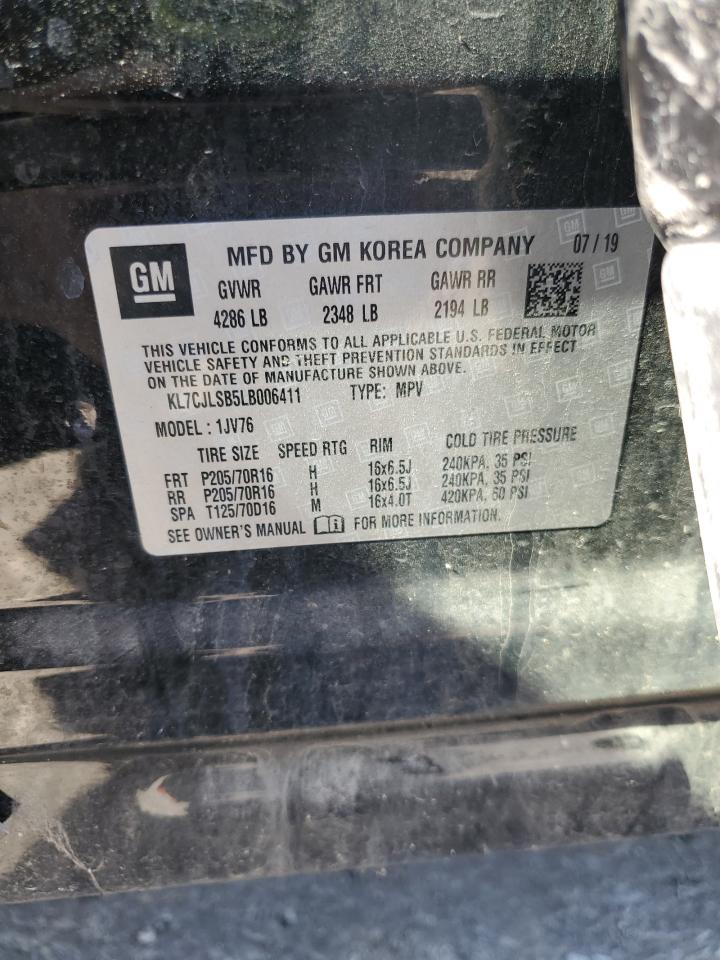 GM MFD BY GM KOREA COMPANY 07 / 19
GVWR GAWR FRT GAWR RR
4286 LB 2348 LB 2194 LB
THIS VEHICLE CONFORMS TO ALL APPLICABLE U.S. FEDERAL MOTOR
VEHICLE SAFETY AND THEFT PREVENTION STANDARDS IN EFFECT
ON THE DATE OF MANUFACTURE SHOWN ABOVE.
KL7CJLSB5LB006411 TYPE: MPV
MODEL : 1JV76
TIRE SIZE SPEED RTG RIM COLD TIRE PRESSURE
FRT P205/70R16 H 16x6.5J 240KPA, 35 PSI
RR P205/70R16 H 16x6.5J 240KPA, 35 PSI
SPA T125/70D16 M 16x4.0T 420KPA, 60 PSI
SEE OWNER'S MANUAL FOR MORE INFORMATION.